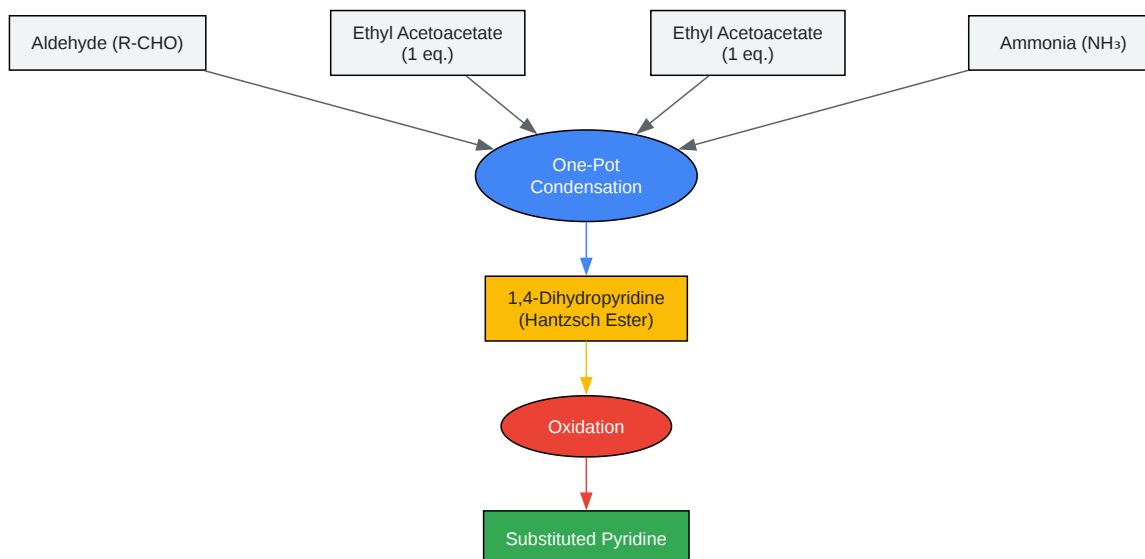 Aldehyde (R-CHO)
Ethyl Acetoacetate
(1 eq.)
Ethyl Acetoacetate
(1 eq.)
Ammonia (NH₃)
One-Pot
Condensation
1,4-Dihydropyridine
(Hantzsch Ester)
Oxidation
Substituted Pyridine